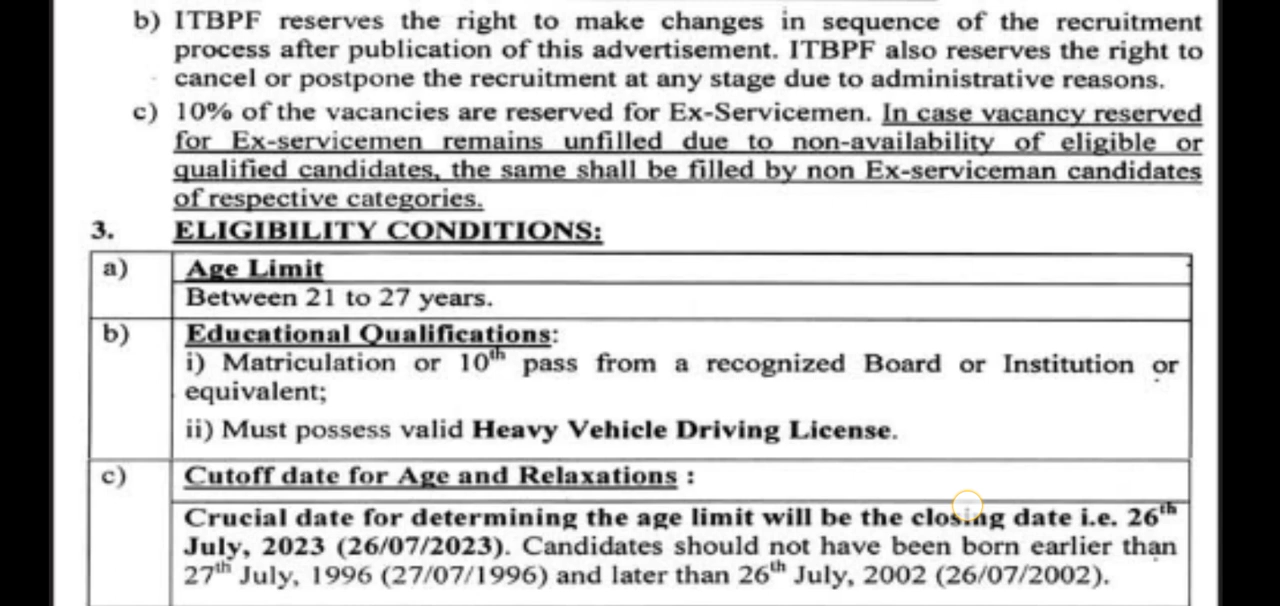 b) ITBPF reserves the right to make changes in sequence of the recruitment
process after publication of this advertisement. ITBPF also reserves the right to
cancel or postpone the recruitment at any stage due to administrative reasons.
c) 10% of the vacancies are reserved for Ex-Servicemen. In case vacancy reserved
for Ex-servicemen remains unfilled due to non-availability of eligible or
qualified candidates, the same shall be filled by non Ex-serviceman candidates
of respective categories.
3. ELIGIBILITY CONDITIONS:
a) Age Limit
Between 21 to 27 years.
b) Educational Qualifications:
i) Matriculation or 10th pass from a recognized Board or Institution or
equivalent;
ii) Must possess valid Heavy Vehicle Driving License.
c) Cutoff date for Age and Relaxations :
Crucial date for determining the age limit will be the closing date i.e. 26th
July, 2023 (26/07/2023). Candidates should not have been born earlier than
27th July, 1996 (27/07/1996) and later than 26th July, 2002 (26/07/2002).